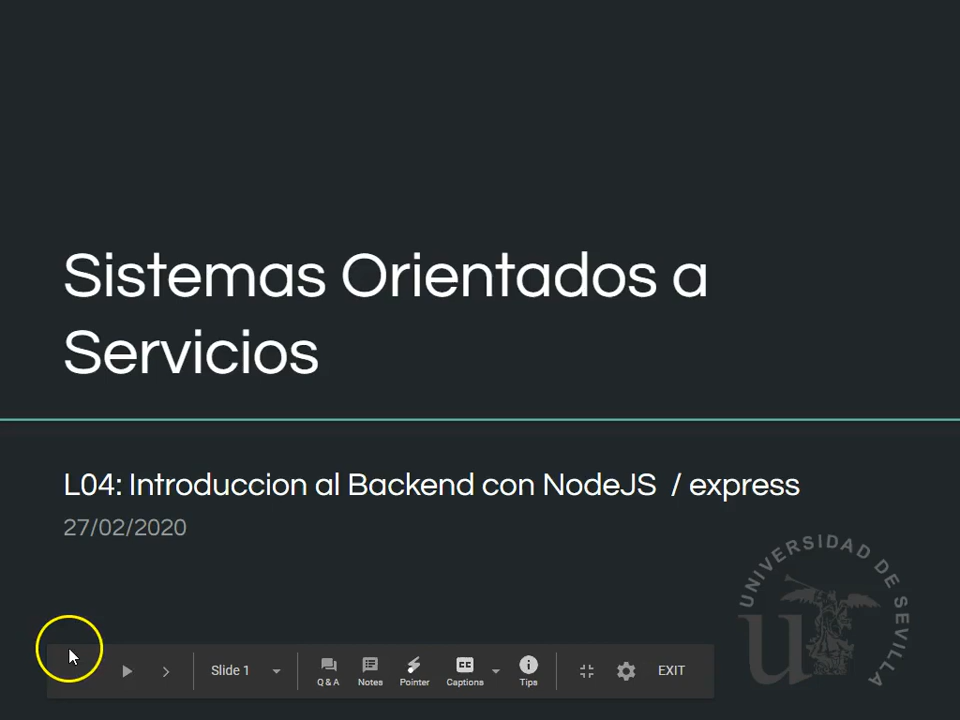 Sistemas Orientados a
Servicios
L04: Introduccion al Backend con NodeJS / express
27/02/2020
UNIVERSIDAD DE SEVILLA
u
Slide 1
Q & A
Notes
Pointer
CC
Captions
Tips
EXIT